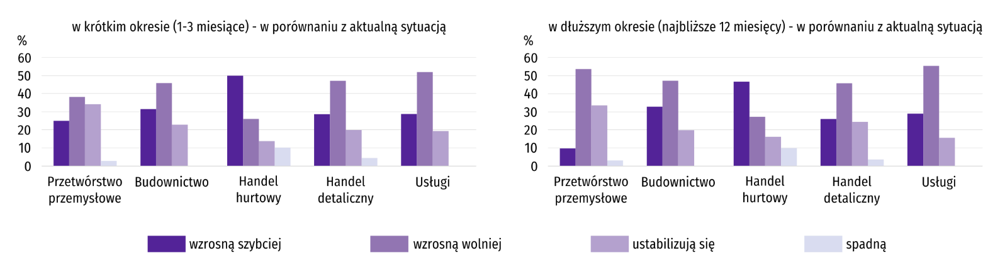 w krótkim okresie (1-3 miesiące) - w porównaniu z aktualną sytuacją
%
60
50
40
30
20
10
0
Przetwórstwo
przemysłowe
Budownictwo
Handel
hurtowy
Handel
detaliczny
Usługi
w dłuższym okresie (najbliższe 12 miesięcy) - w porównaniu z aktualną sytuacją
%
60
50
40
30
20
10
0
Przetwórstwo
przemysłowe
Budownictwo
Handel
hurtowy
Handel
detaliczny
Usługi
wzrosną szybciej
wzrosną wolniej
ustabilizują się
spadną